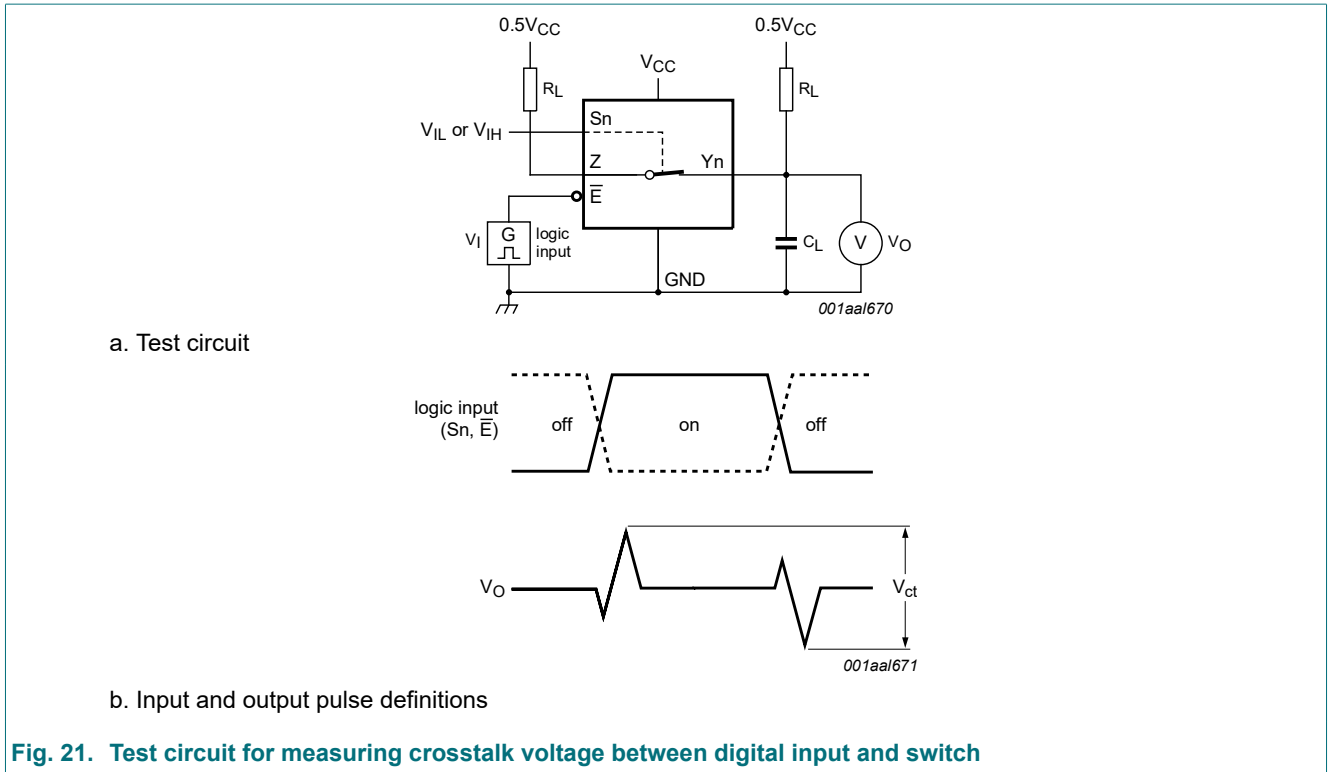 0.5VCC
0.5VCC
VCC
RL
RL
Sn
VIL or VIH
Z
Yn
E̅
VI
G
logic
input
CL
V
VO
GND
001aal670
a. Test circuit
logic input
(Sn, E̅)
off
on
off
VO
Vct
001aal671
b. Input and output pulse definitions
Fig. 21. Test circuit for measuring crosstalk voltage between digital input and switch